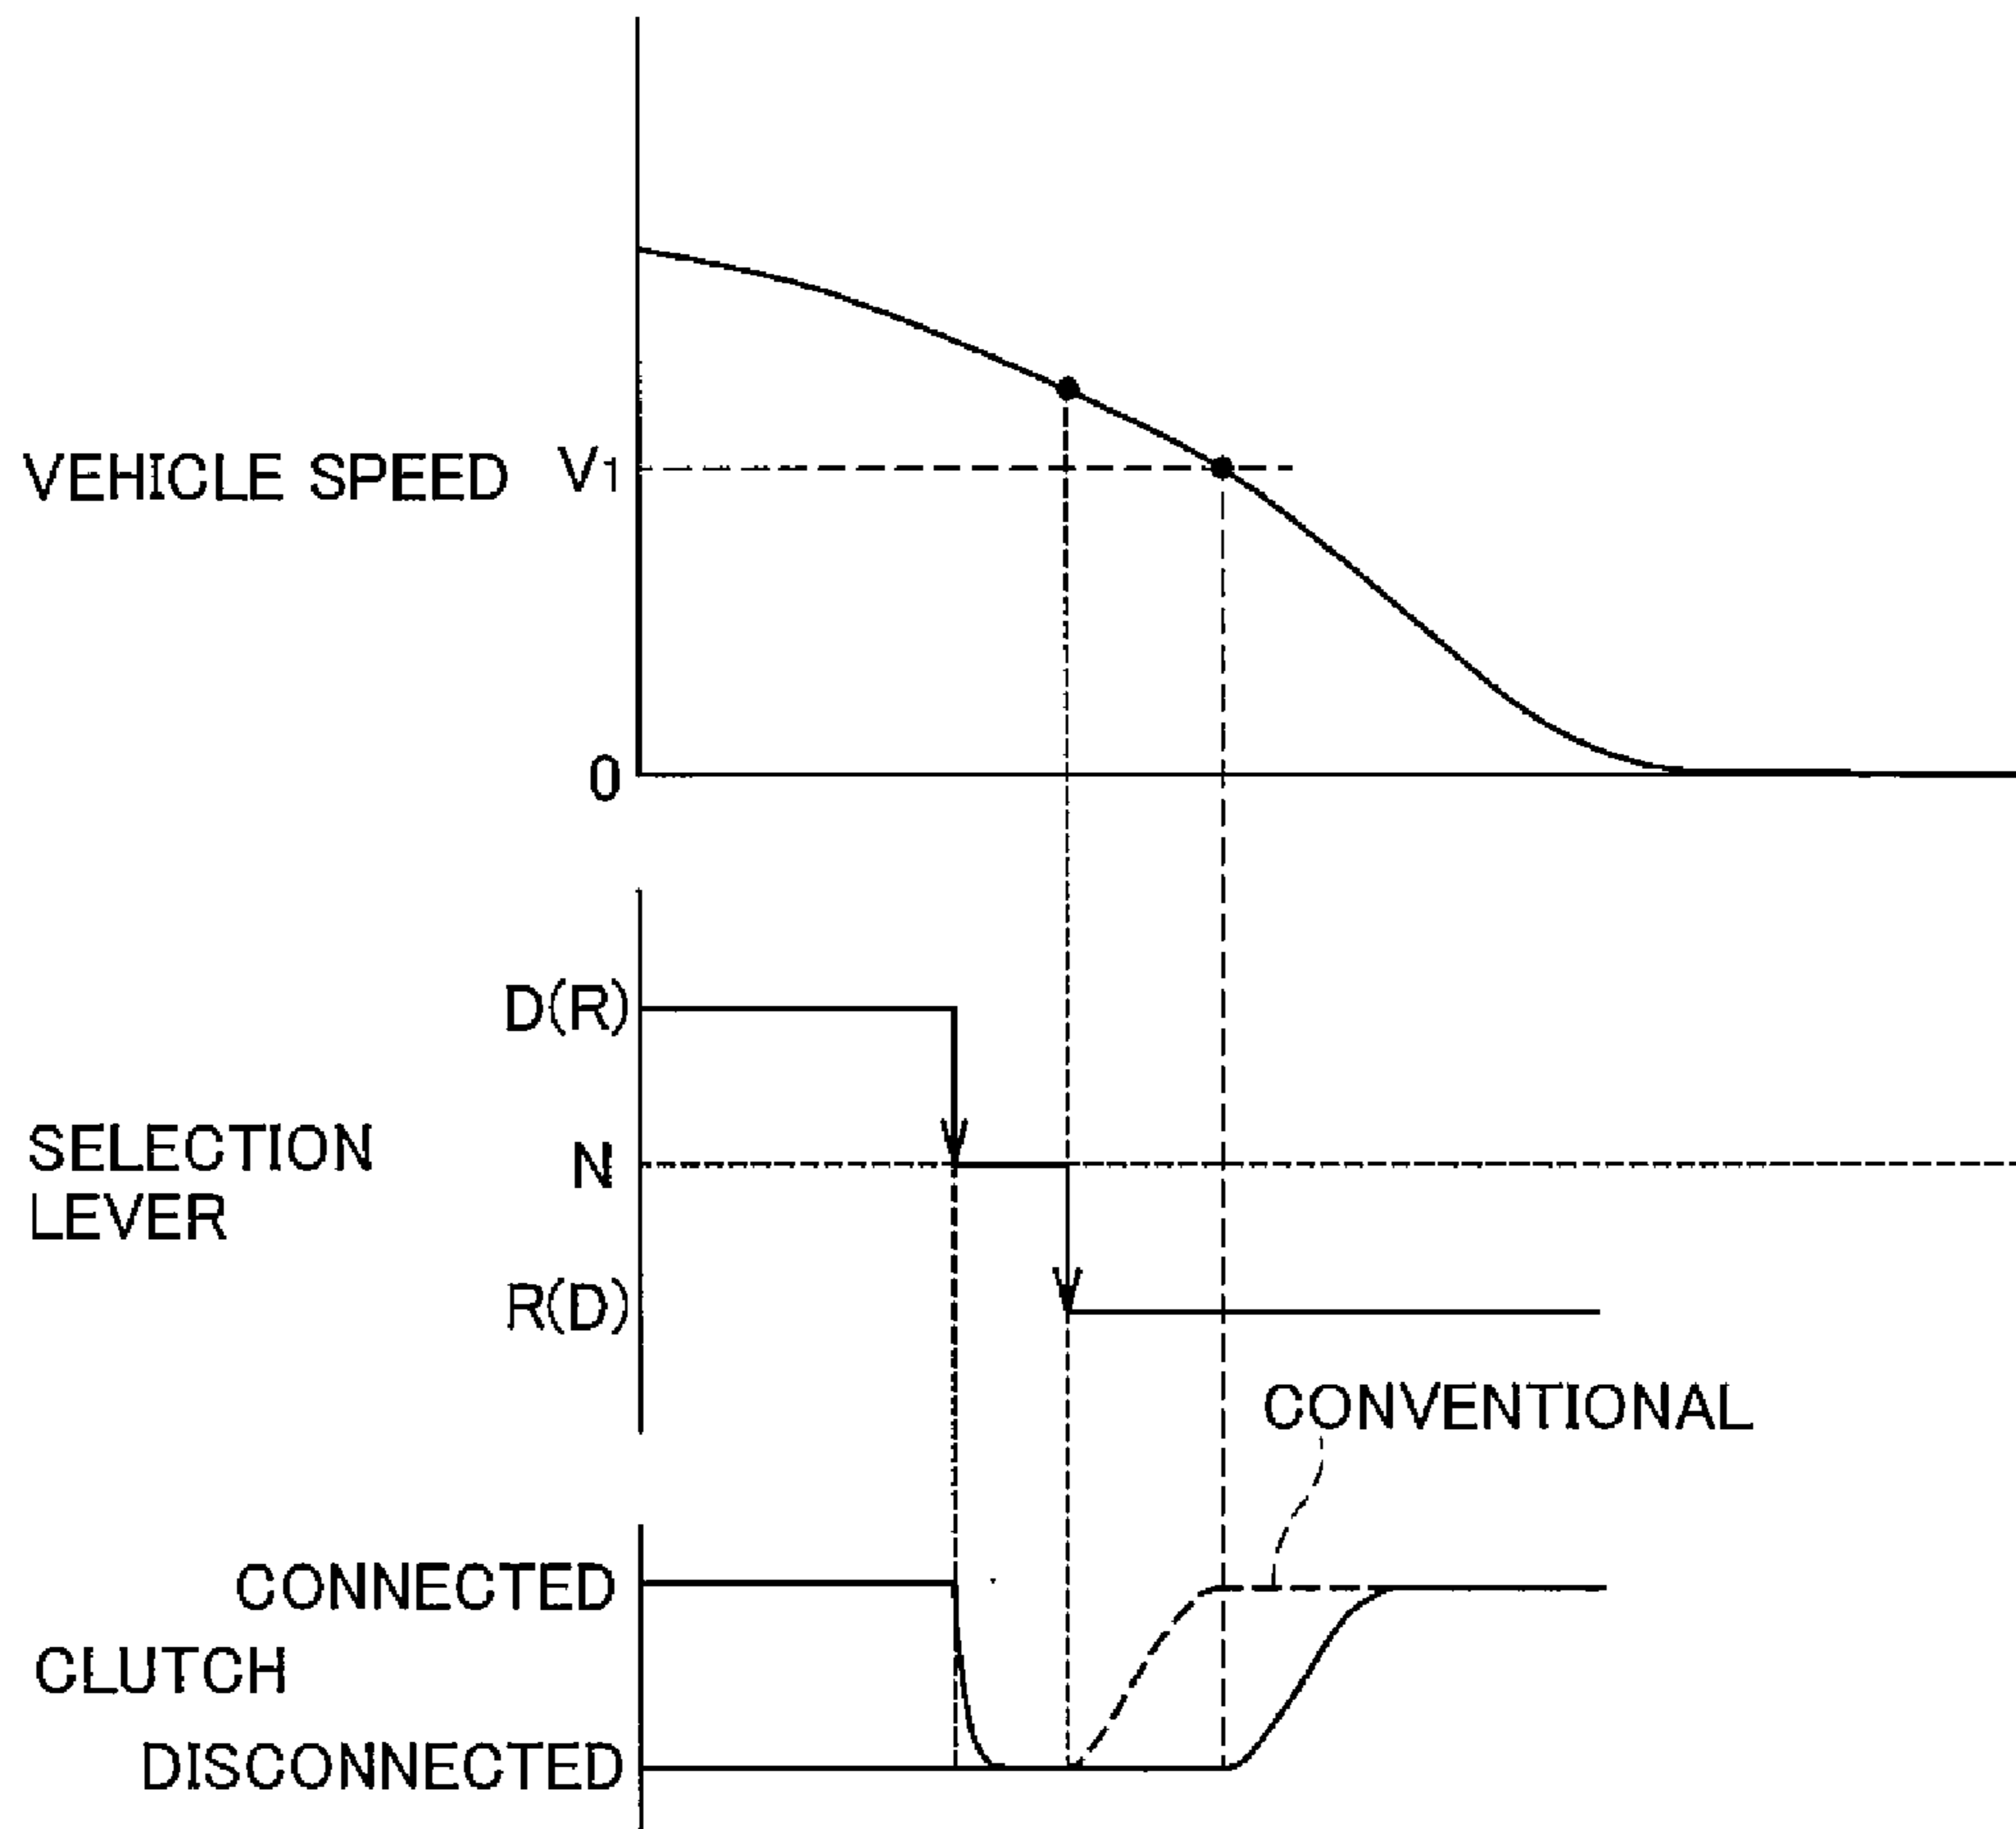 VEHICLE SPEED V1
0
D(R)
SELECTION
LEVER
N
R(D)
CONVENTIONAL
CONNECTED
CLUTCH
DISCONNECTED